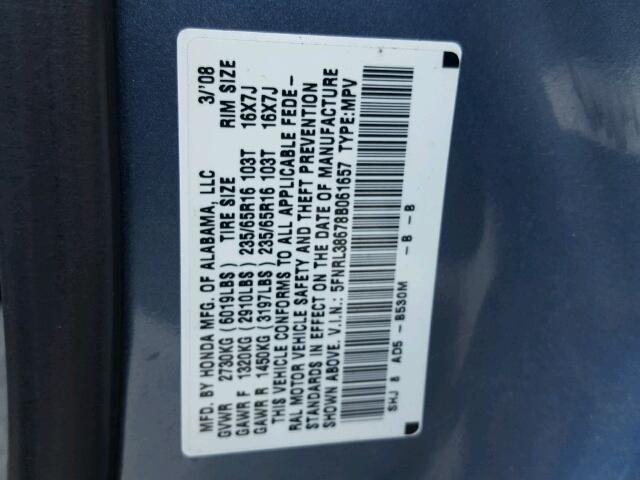 MFD. BY HONDA MFG. OF ALABAMA, LLC 3/'08
GVWR 2730KG (6019LBS) TIRE SIZE RIM SIZE
GAWR F 1320KG (2910LBS) 235/65R16 103T 16X7J
GAWR R 1450KG (3197LBS) 235/65R16 103T 16X7J
THIS VEHICLE CONFORMS TO ALL APPLICABLE FEDE-
RAL MOTOR VEHICLE SAFETY AND THEFT PREVENTION
STANDARDS IN EFFECT ON THE DATE OF MANUFACTURE
SHOWN ABOVE. V.I.N.: 5FNRL38678B061657 TYPE:MPV
SHJ 8 AD5 - B530M - B - B